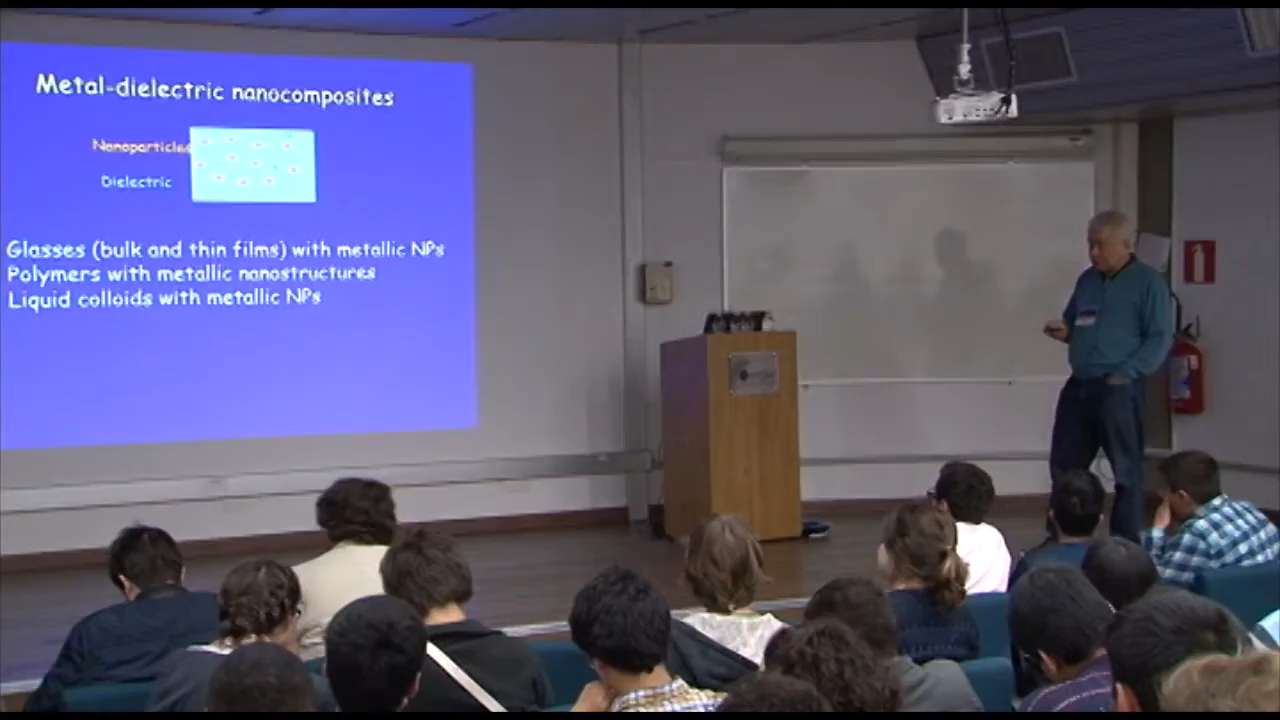 Metal-dielectric nanocomposites
Nanoparticles
Dielectric
Glasses (bulk and thin films) with metallic NPs
Polymers with metallic nanostructures
Liquid colloids with metallic NPs